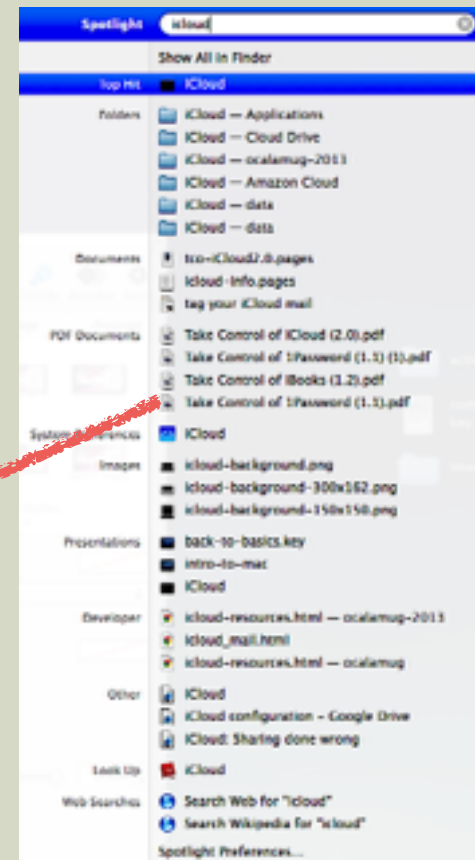 Spotlight icloud
Show All in Finder
Top Hit iCloud
Folders iCloud — Applications
iCloud — Cloud Drive
iCloud — ocalamug-2013
iCloud — Amazon Cloud
iCloud — data
iCloud — data
Documents tco-iCloud2.0.pages
icloud-info.pages
tag your iCloud mail
PDF Documents Take Control of iCloud (2.0).pdf
Take Control of 1Password (1.1) (1).pdf
Take Control of iBooks (1.2).pdf
Take Control of 1Password (1.1).pdf
System Preferences iCloud
Images icloud-background.png
icloud-background-300x162.png
icloud-background-150x150.png
Presentations back-to-basics.key
intro-to-mac
iCloud
Developer icloud-resources.html — ocalamug-2013
icloud_mail.html
icloud-resources.html — ocalamug
Other iCloud
iCloud configuration - Google Drive
iCloud: Sharing done wrong
Look Up iCloud
Web Searches Search Web for "icloud"
Search Wikipedia for "icloud"
Spotlight Preferences...